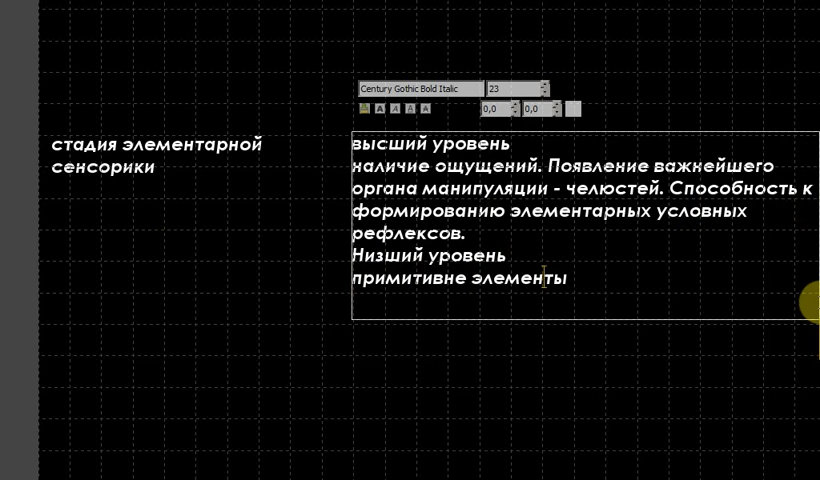 Century Gothic Bold Italic 23
A A A A A 0,0 0,0
стадия элементарной
сенсорики
высший уровень
наличие ощущений. Появление важнейшего
органа манипуляции - челюстей. Способность к
формированию элементарных условных
рефлексов.
Низший уровень
примитивне элементы